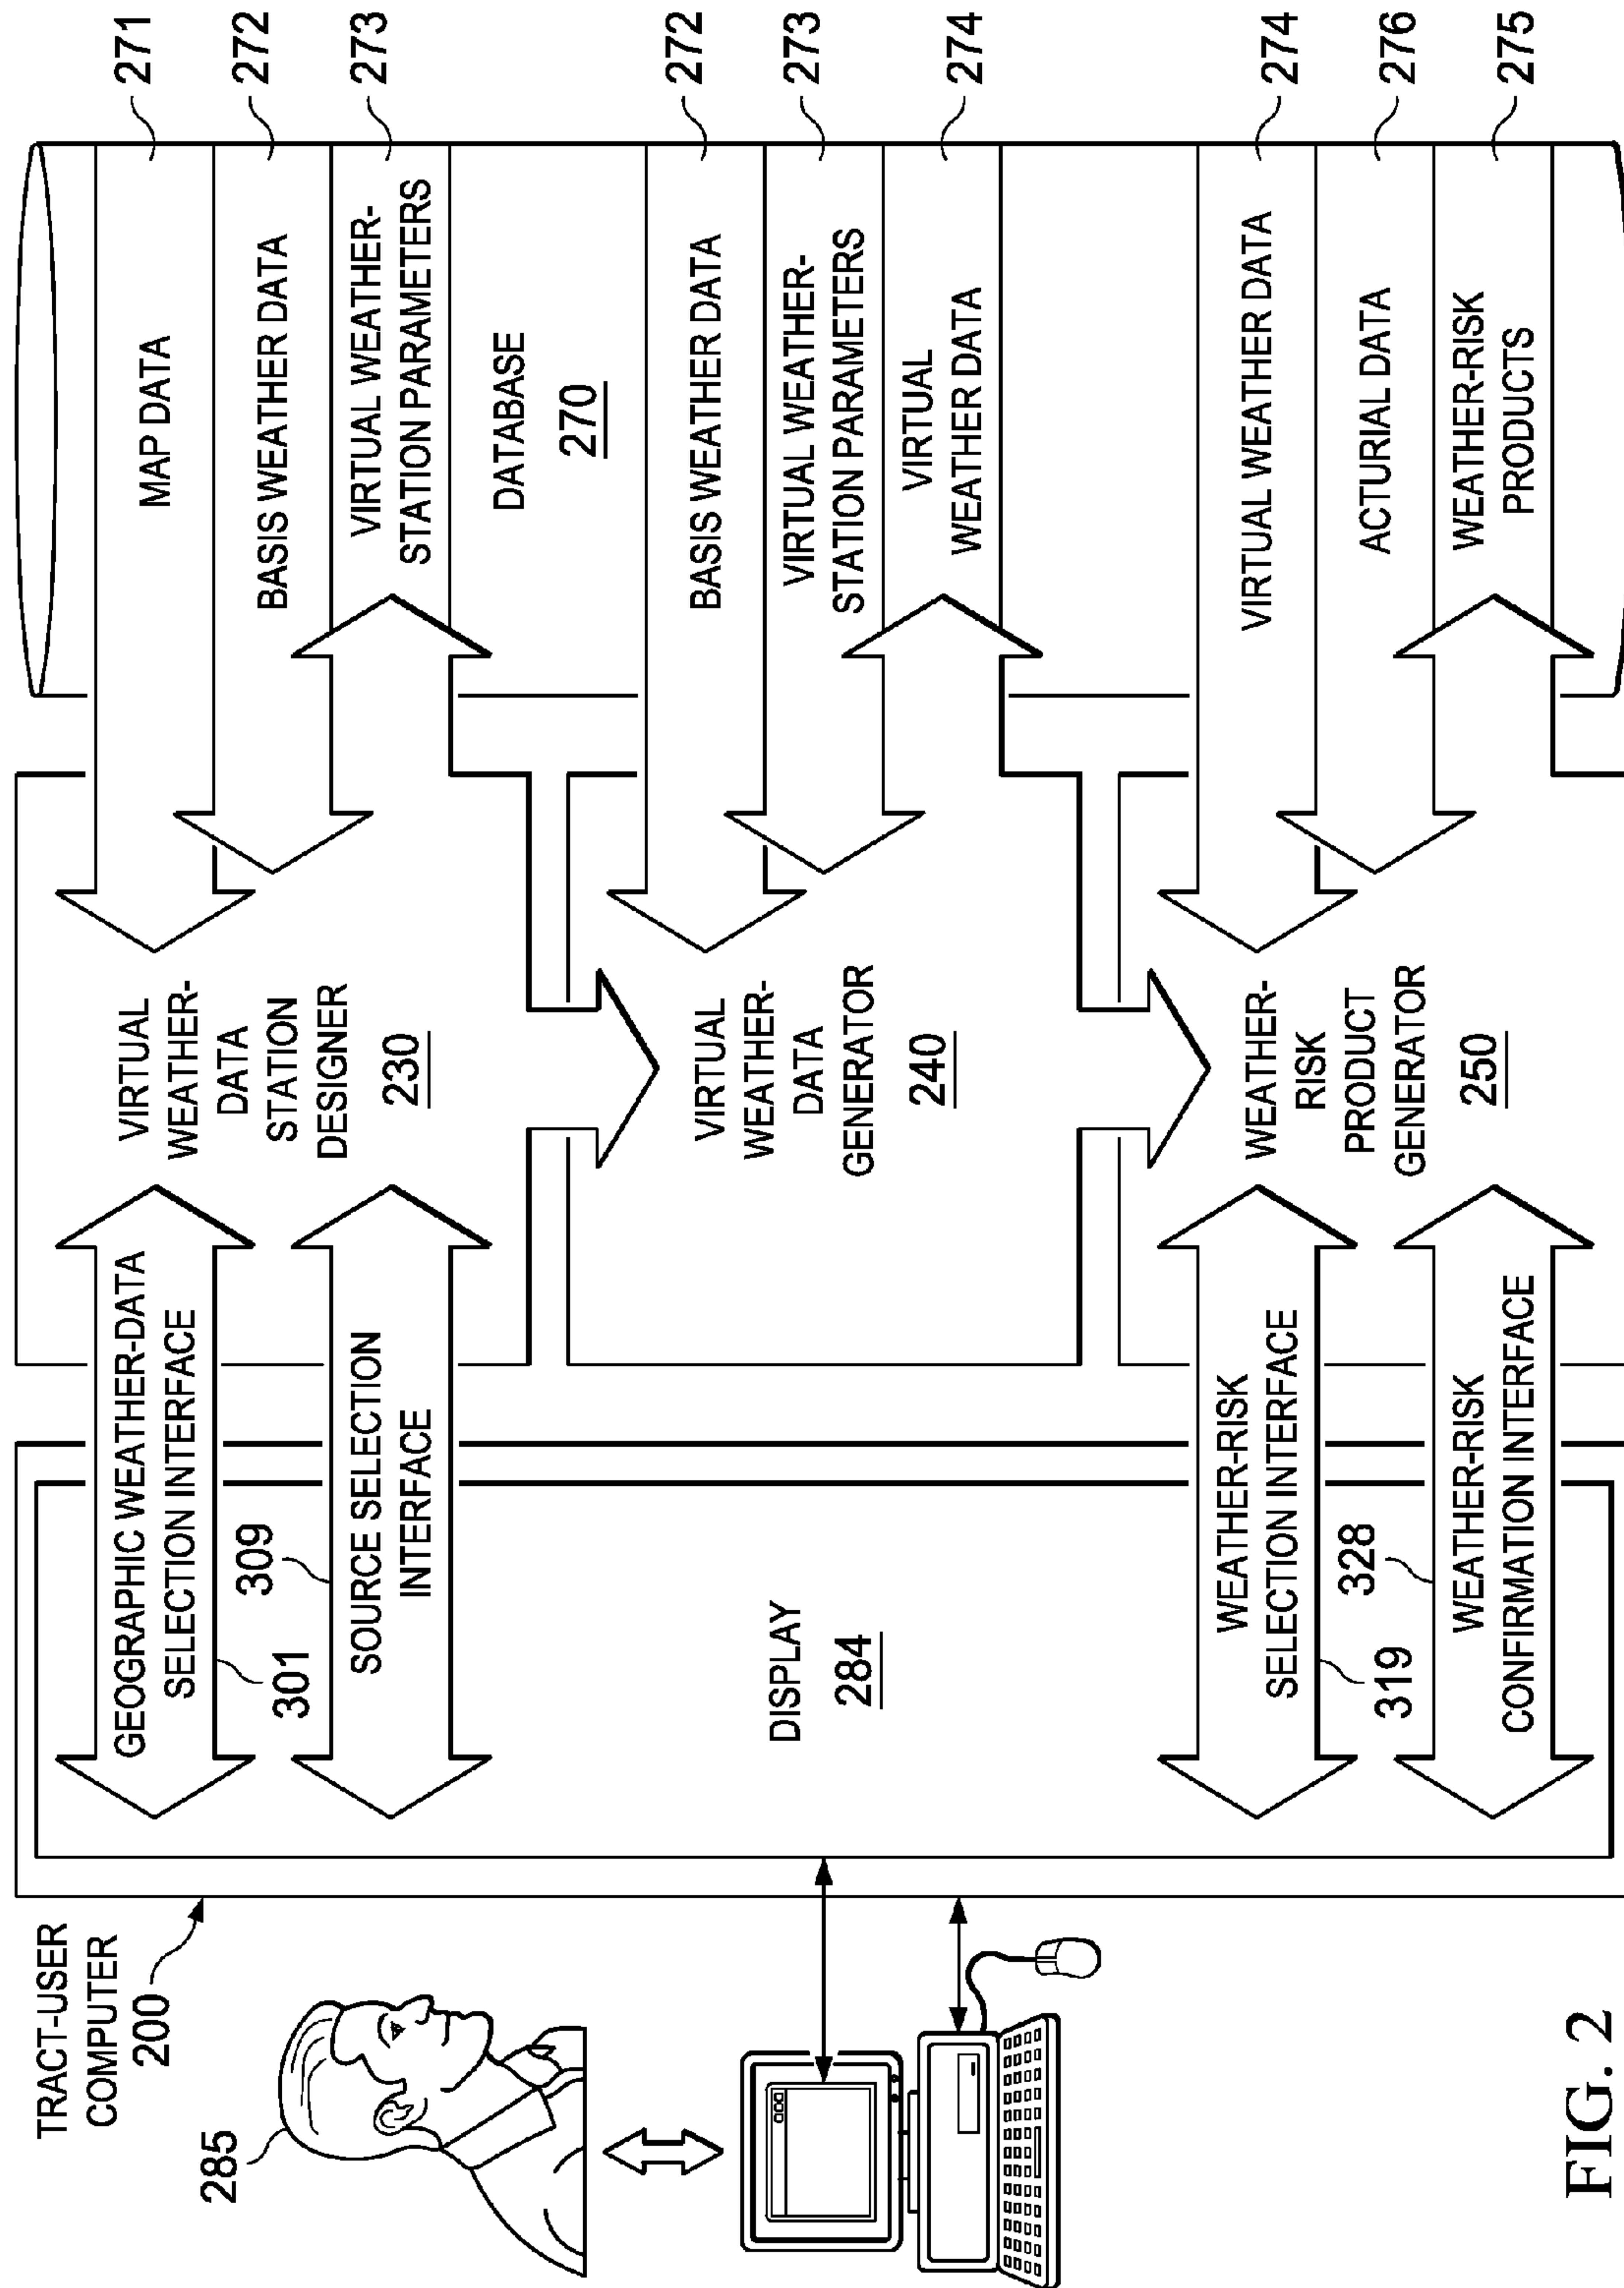 TRACT-USER
COMPUTER
200
285
GEOGRAPHIC WEATHER-DATA
SELECTION INTERFACE
301
309
SOURCE SELECTION
INTERFACE
DISPLAY
284
WEATHER-RISK
SELECTION INTERFACE
319
328
WEATHER-RISK
CONFIRMATION INTERFACE
VIRTUAL
WEATHER-
DATA
STATION
DESIGNER
230
VIRTUAL
WEATHER-
DATA
GENERATOR
240
WEATHER-
RISK
PRODUCT
GENERATOR
250
MAP DATA
271
BASIS WEATHER DATA
272
VIRTUAL WEATHER-
STATION PARAMETERS
273
DATABASE
270
BASIS WEATHER DATA
272
VIRTUAL WEATHER-
STATION PARAMETERS
273
VIRTUAL
WEATHER DATA
274
VIRTUAL WEATHER DATA
274
ACTURIAL DATA
276
WEATHER-RISK
PRODUCTS
275
FIG. 2